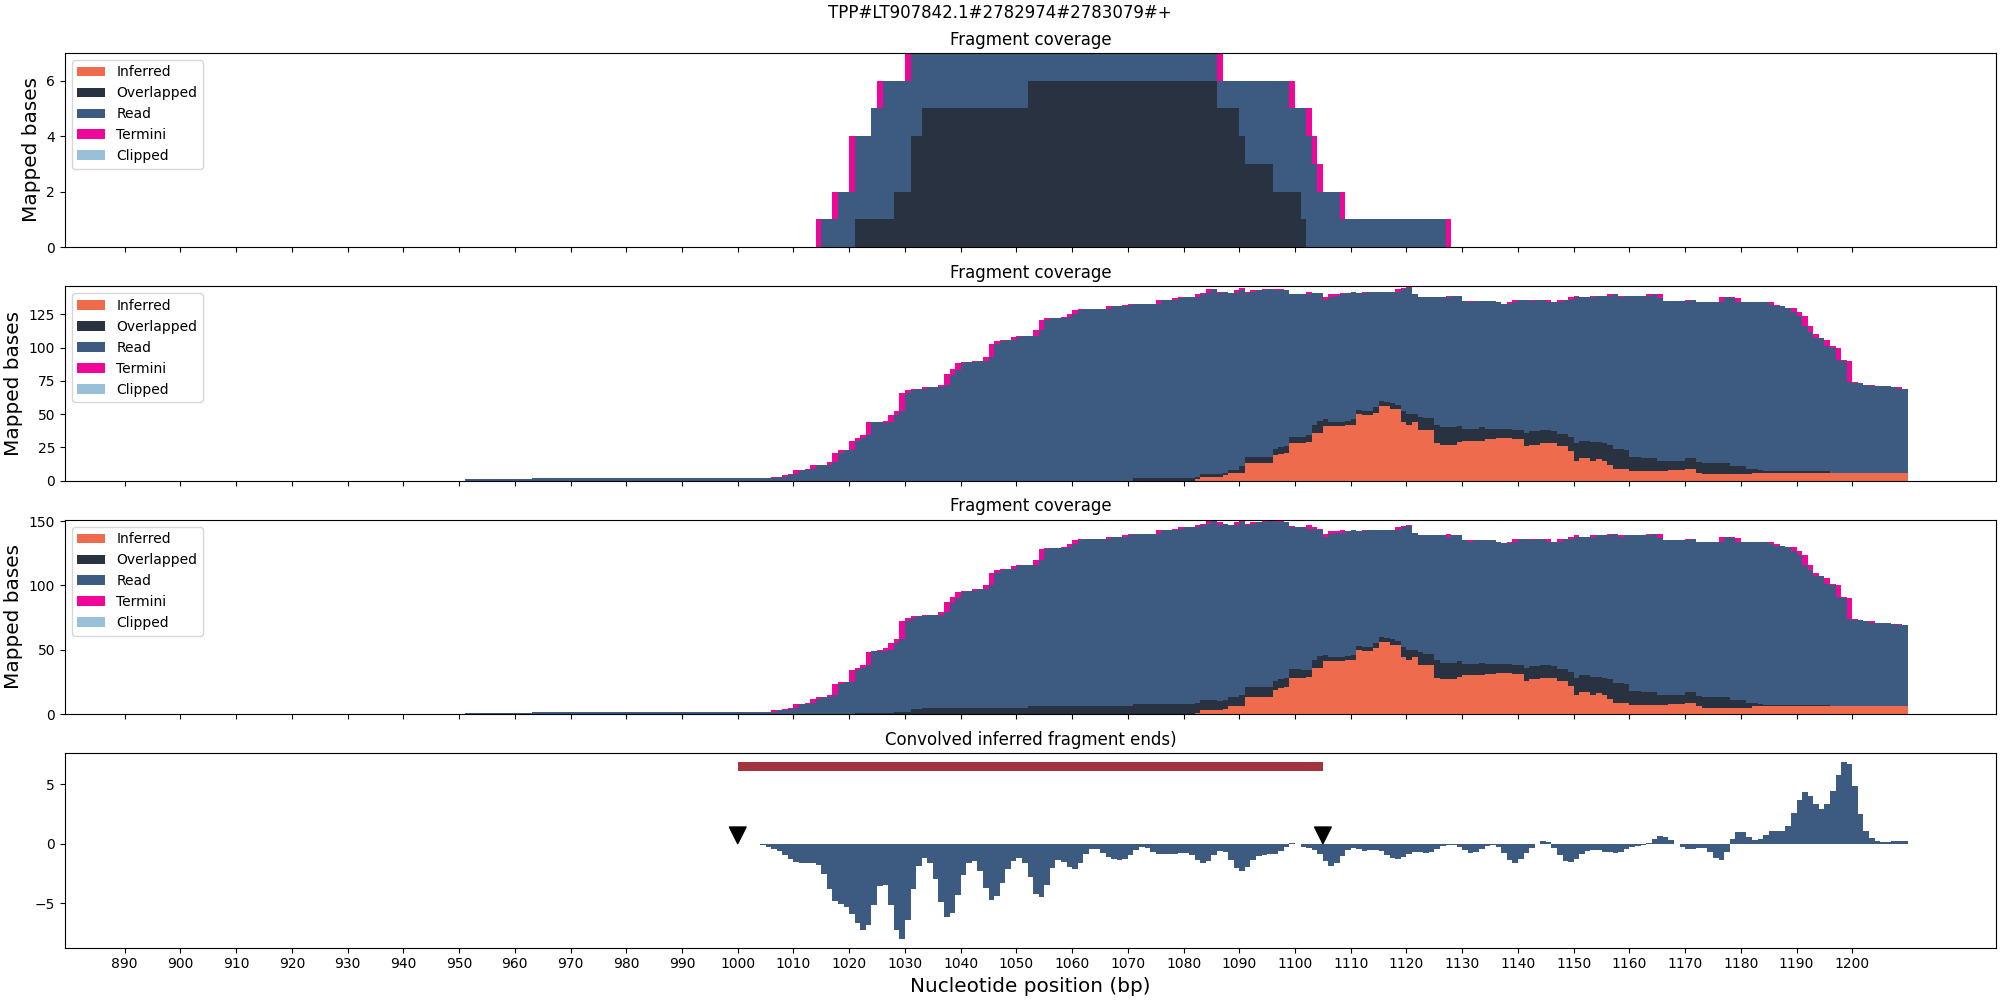 TPP#LT907842.1#2782974#2783079#+
Fragment coverage
Mapped bases
6
4
2
0
Inferred
Overlapped
Read
Termini
Clipped
Fragment coverage
Mapped bases
125
100
75
50
25
0
Inferred
Overlapped
Read
Termini
Clipped
Fragment coverage
Mapped bases
150
100
50
0
Inferred
Overlapped
Read
Termini
Clipped
Convolved inferred fragment ends)
5
0
−5
890 900 910 920 930 940 950 960 970 980 990 1000 1010 1020 1030 1040 1050 1060 1070 1080 1090 1100 1110 1120 1130 1140 1150 1160 1170 1180 1190 1200
Nucleotide position (bp)